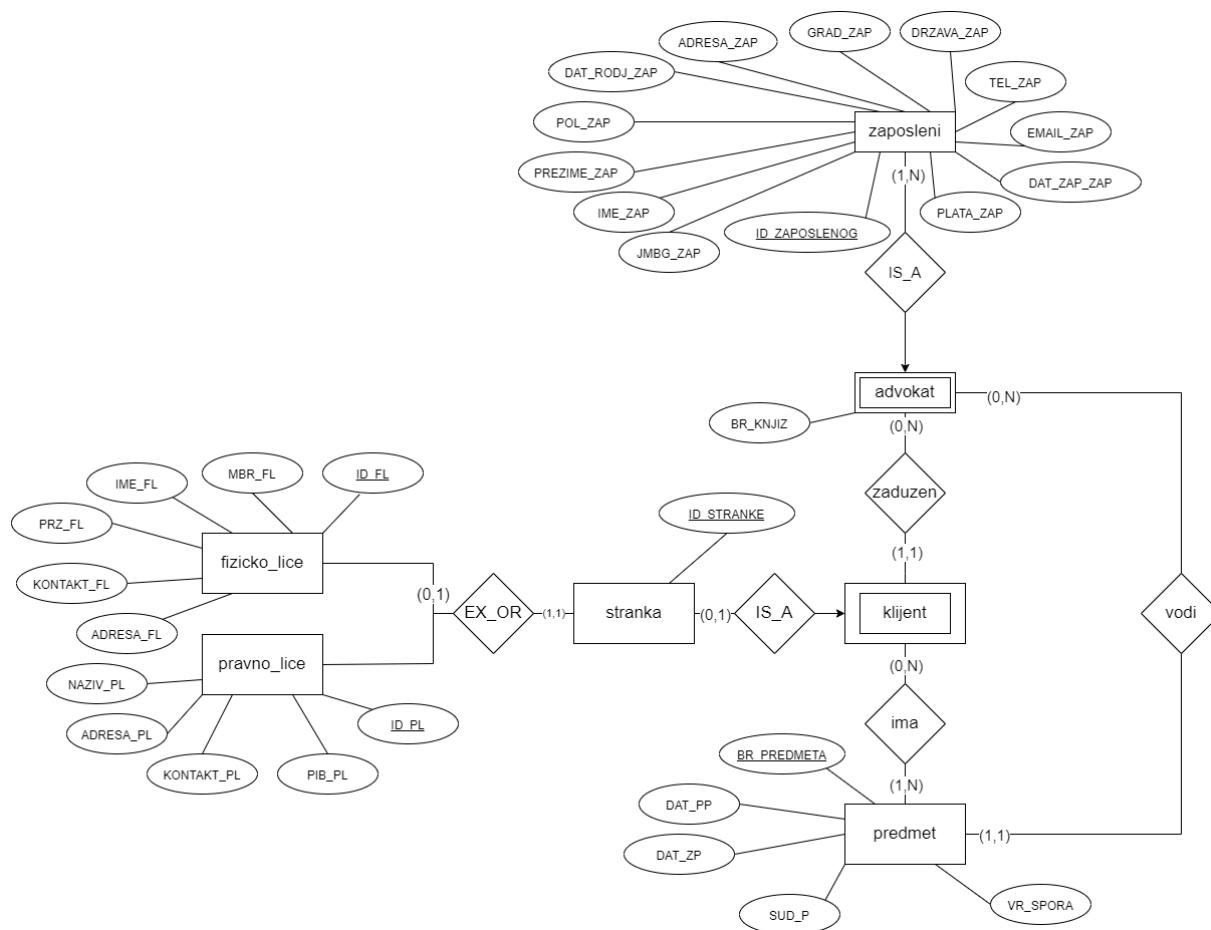 GRAD_ZAP
DRZAVA_ZAP
ADRESA_ZAP
DAT_RODJ_ZAP
TEL_ZAP
POL_ZAP
zaposleni
EMAIL_ZAP
PREZIME_ZAP
(1,N)
DAT_ZAP_ZAP
IME_ZAP
PLATA_ZAP
ID_ZAPOSLENOG
JMBG_ZAP
IS_A
advokat
(0,N)
BR_KNJIZ
(0,N)
MBR_FL
ID_FL
IME_FL
zaduzen
ID_STRANKE
PRZ_FL
(1,1)
fizicko_lice
KONTAKT_FL
(0,1)
EX_OR
(1,1)
stranka
(0,1)
IS_A
klijent
vodi
ADRESA_FL
pravno_lice
(0,N)
NAZIV_PL
ID_PL
ima
ADRESA_PL
BR_PREDMETA
KONTAKT_PL
PIB_PL
(1,N)
DAT_PP
predmet
(1,1)
DAT_ZP
VR_SPORA
SUD_P